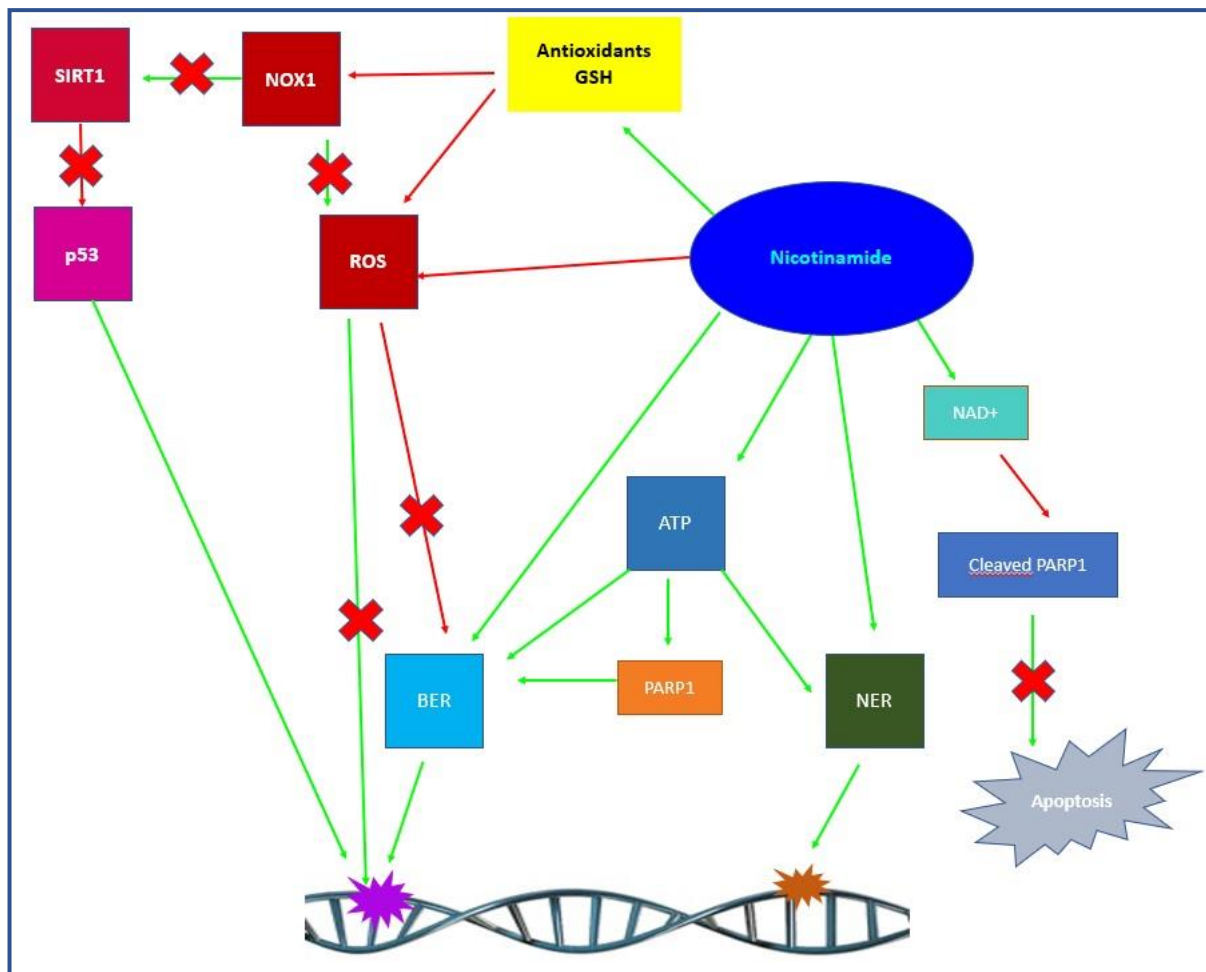 Antioxidants
GSH
SIRT1
NOX1
p53
ROS
Nicotinamide
NAD+
ATP
Cleaved PARP1
BER
PARP1
NER
Apoptosis